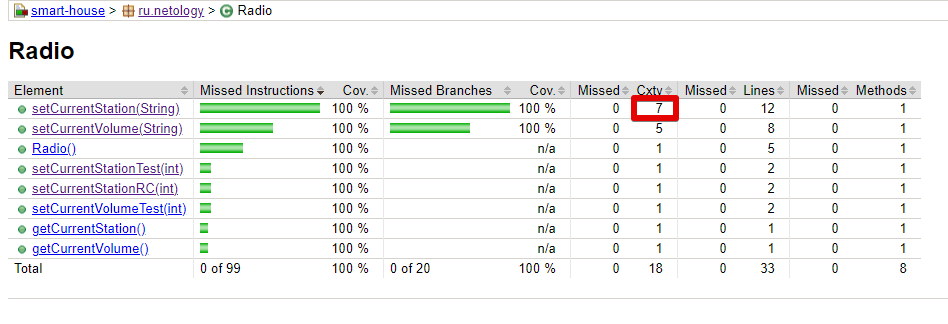 smart-house > ru.netology > Radio
Radio
Element Missed Instructions Cov. Missed Branches Cov. Missed Cxty Missed Lines Missed Methods
setCurrentStation(String) 100 % 100 % 0 7 0 12 0 1
setCurrentVolume(String) 100 % 100 % 0 5 0 8 0 1
Radio() 100 % n/a 0 1 0 5 0 1
setCurrentStationTest(int) 100 % n/a 0 1 0 2 0 1
setCurrentStationRC(int) 100 % n/a 0 1 0 2 0 1
setCurrentVolumeTest(int) 100 % n/a 0 1 0 2 0 1
getCurrentStation() 100 % n/a 0 1 0 1 0 1
getCurrentVolume() 100 % n/a 0 1 0 1 0 1
Total 0 of 99 100 % 0 of 20 100 % 0 18 0 33 0 8